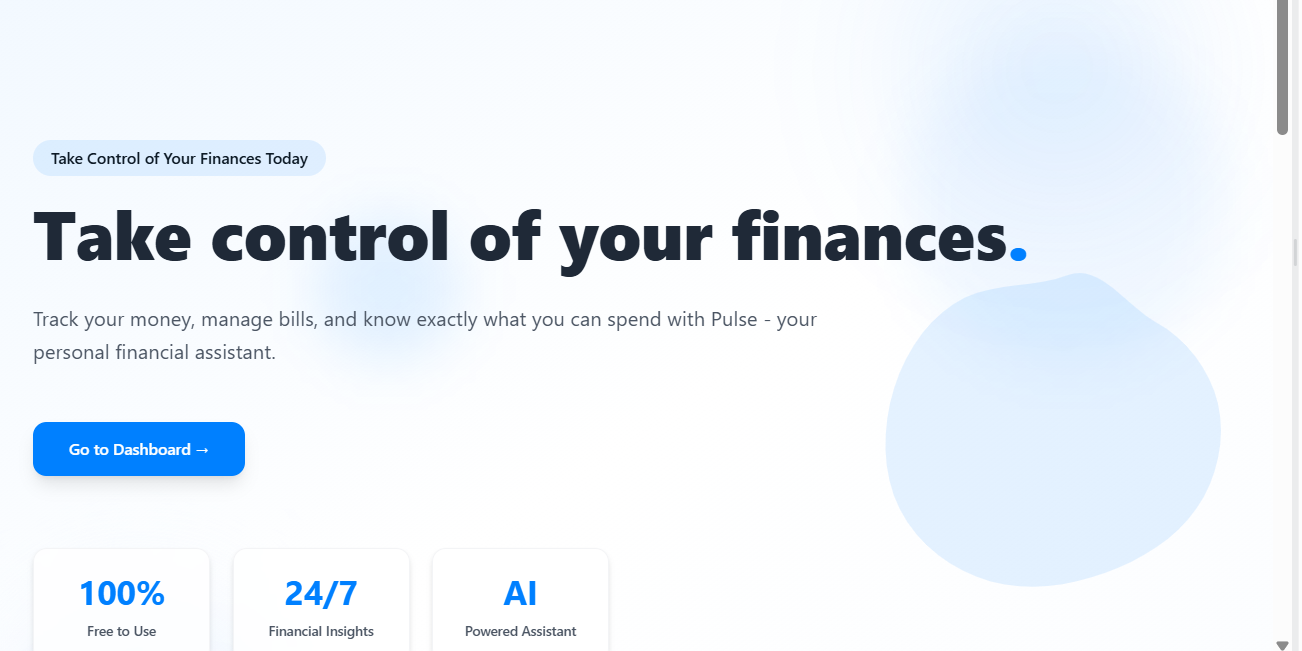 Take Control of Your Finances Today
Take control of your finances.
Track your money, manage bills, and know exactly what you can spend with Pulse - your
personal financial assistant.
Go to Dashboard →
100%
Free to Use
24/7
Financial Insights
AI
Powered Assistant